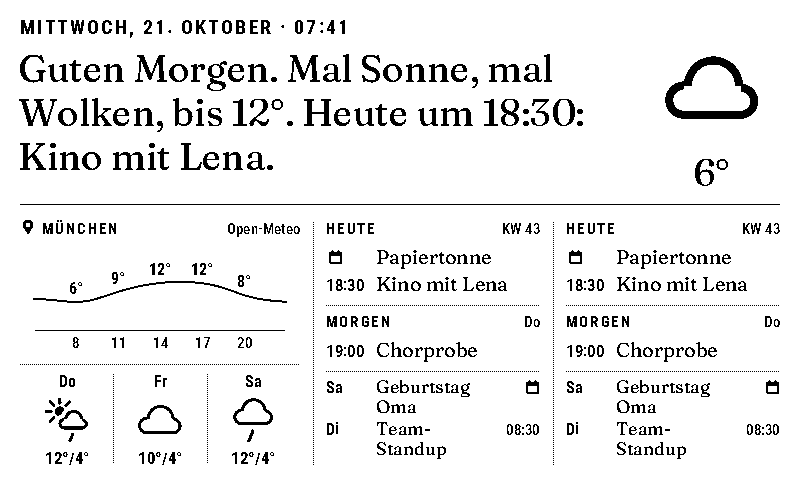 MITTWOCH, 21. OKTOBER · 07:41
Guten Morgen. Mal Sonne, mal
Wolken, bis 12°. Heute um 18:30:
Kino mit Lena.
6°
MÜNCHEN Open-Meteo
6° 9° 12° 12° 8°
8 11 14 17 20
Do Fr Sa
12°/4° 10°/4° 12°/4°
HEUTE KW 43
Papiertonne
18:30 Kino mit Lena
MORGEN Do
19:00 Chorprobe
Sa Geburtstag
Oma
Di Team-
Standup 08:30
HEUTE KW 43
Papiertonne
18:30 Kino mit Lena
MORGEN Do
19:00 Chorprobe
Sa Geburtstag
Oma
Di Team-
Standup 08:30